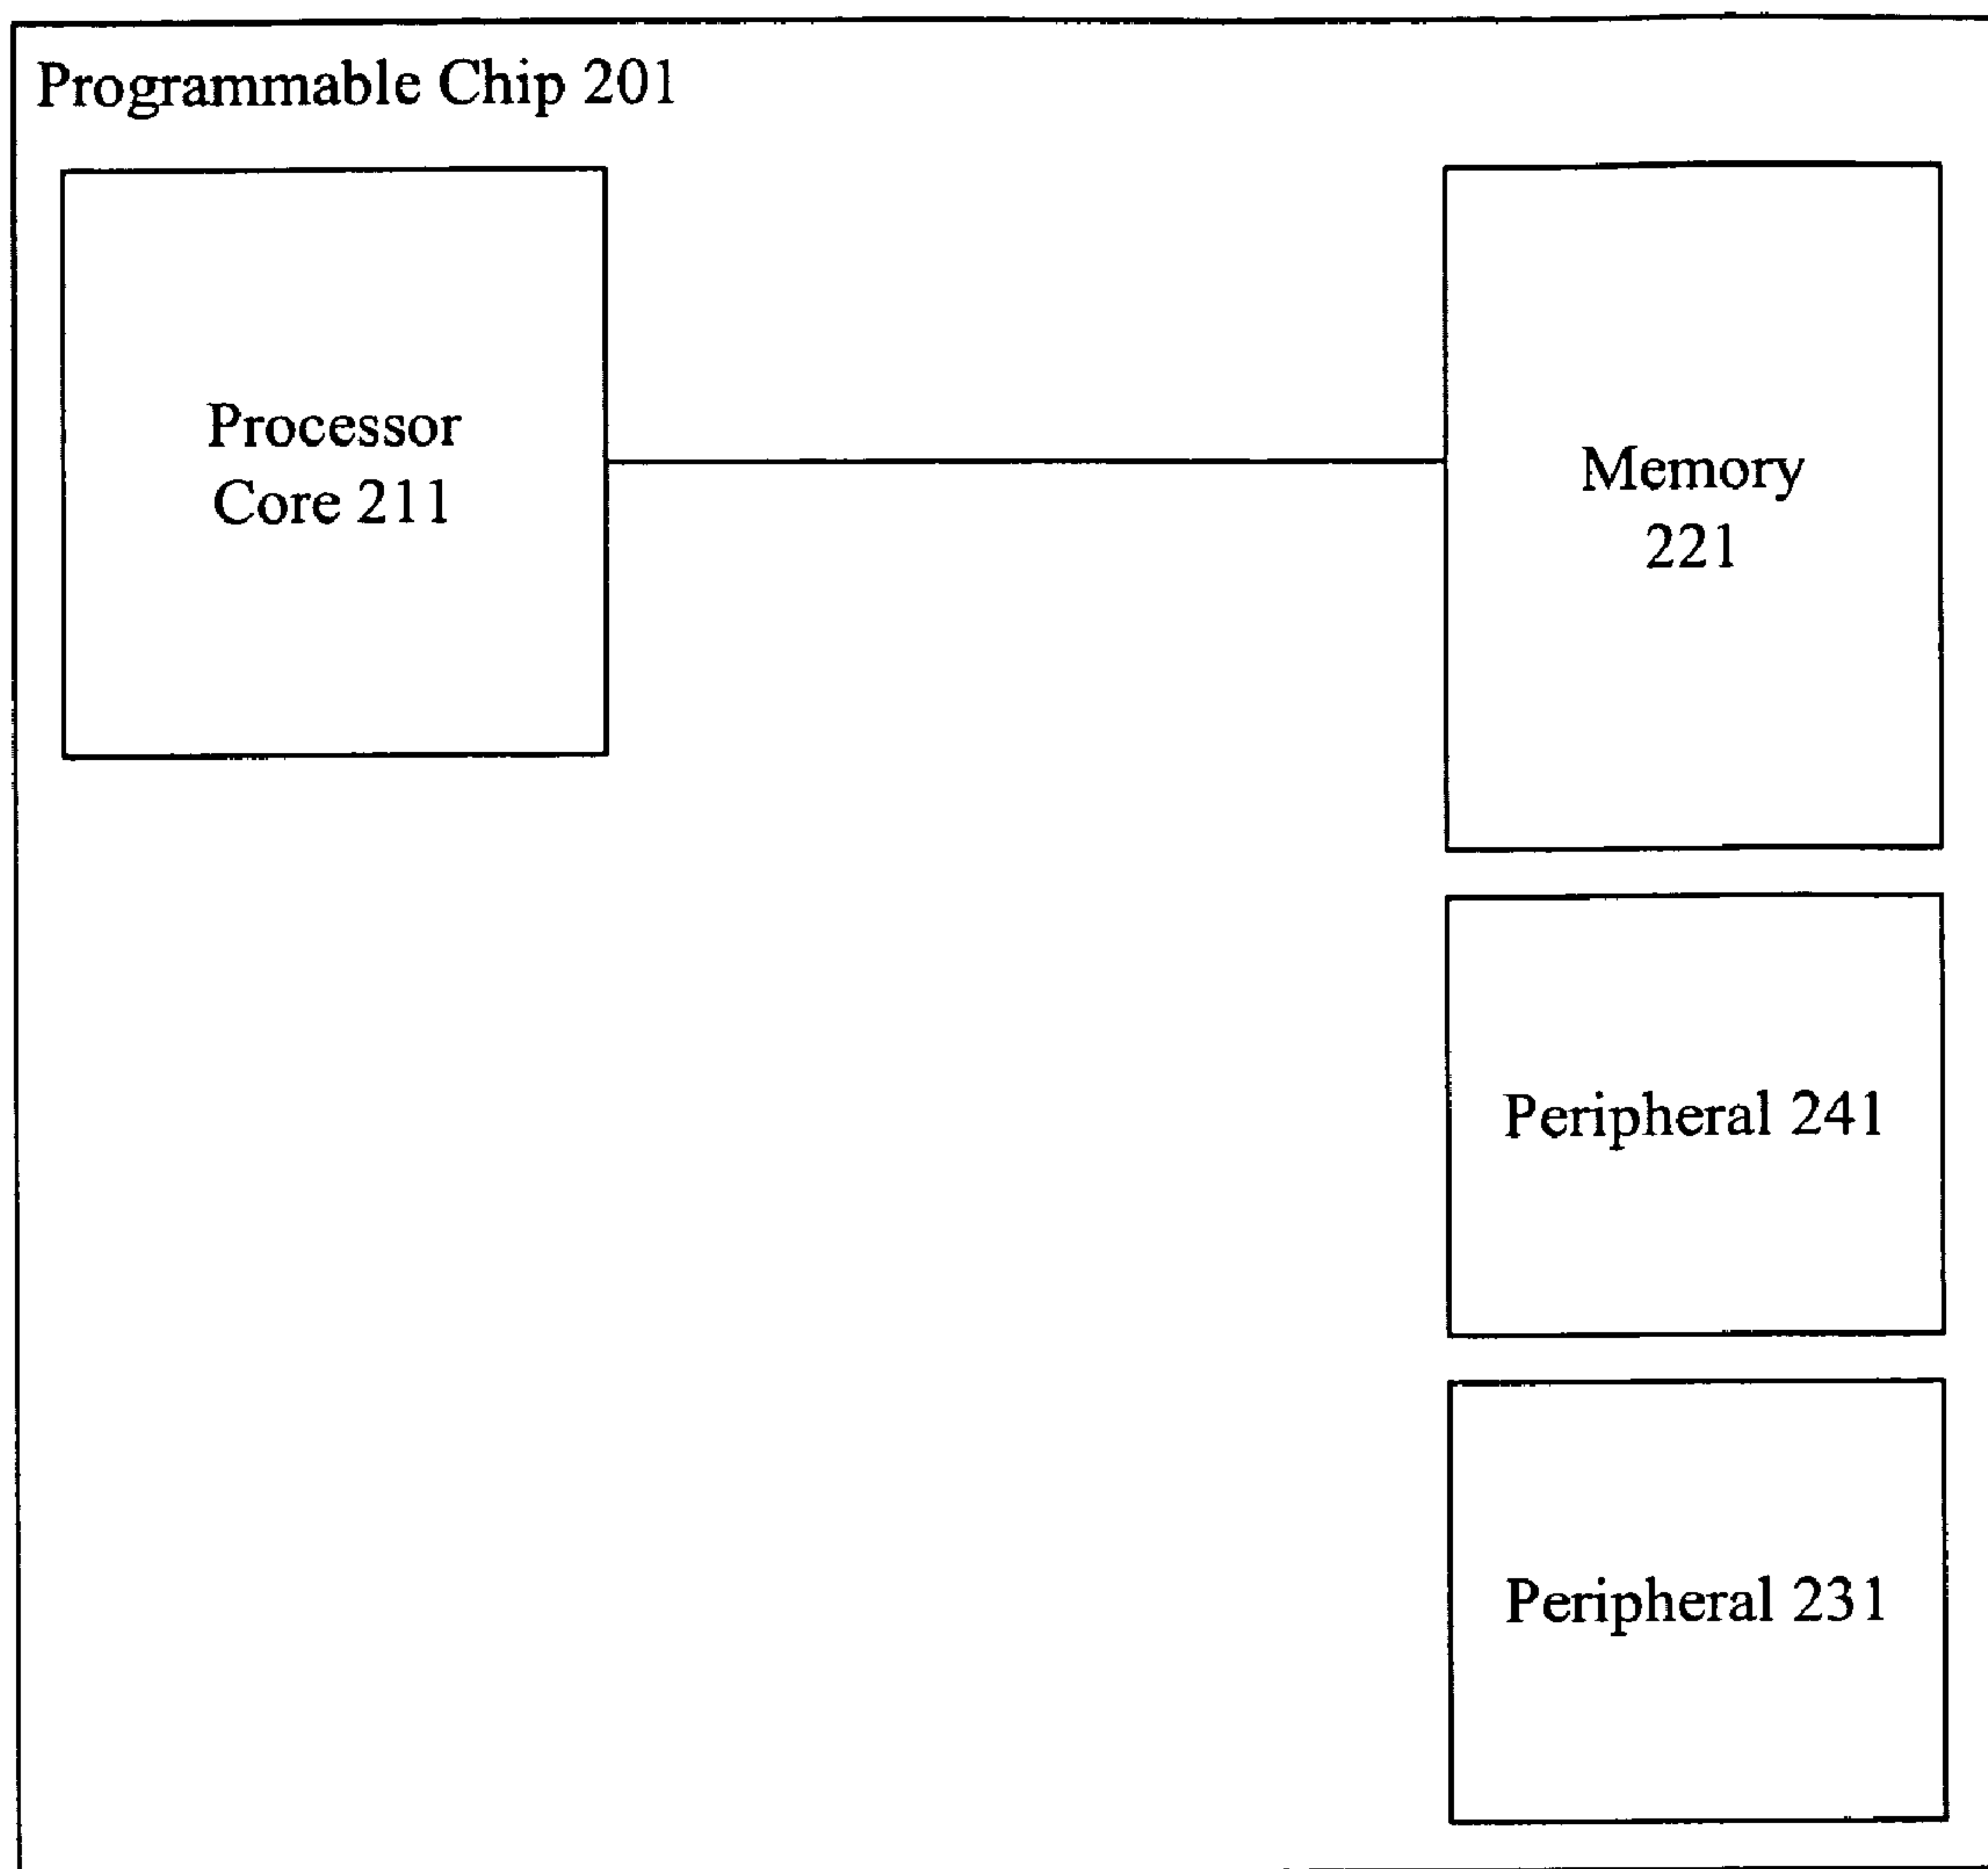 Programmable Chip 201
Processor
Core 211
Memory
221
Peripheral 241
Peripheral 231